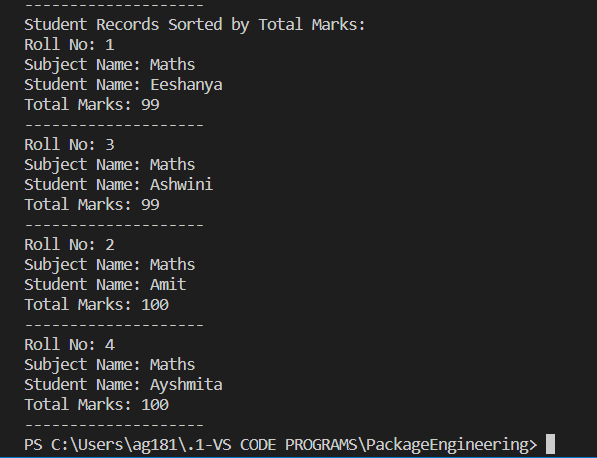 --------------------
Student Records Sorted by Total Marks:
Roll No: 1
Subject Name: Maths
Student Name: Eeshanya
Total Marks: 99
--------------------
Roll No: 3
Subject Name: Maths
Student Name: Ashwini
Total Marks: 99
--------------------
Roll No: 2
Subject Name: Maths
Student Name: Amit
Total Marks: 100
--------------------
Roll No: 4
Subject Name: Maths
Student Name: Ayshmita
Total Marks: 100
--------------------
PS C:\Users\ag181\.1-VS CODE PROGRAMS\PackageEngineering>